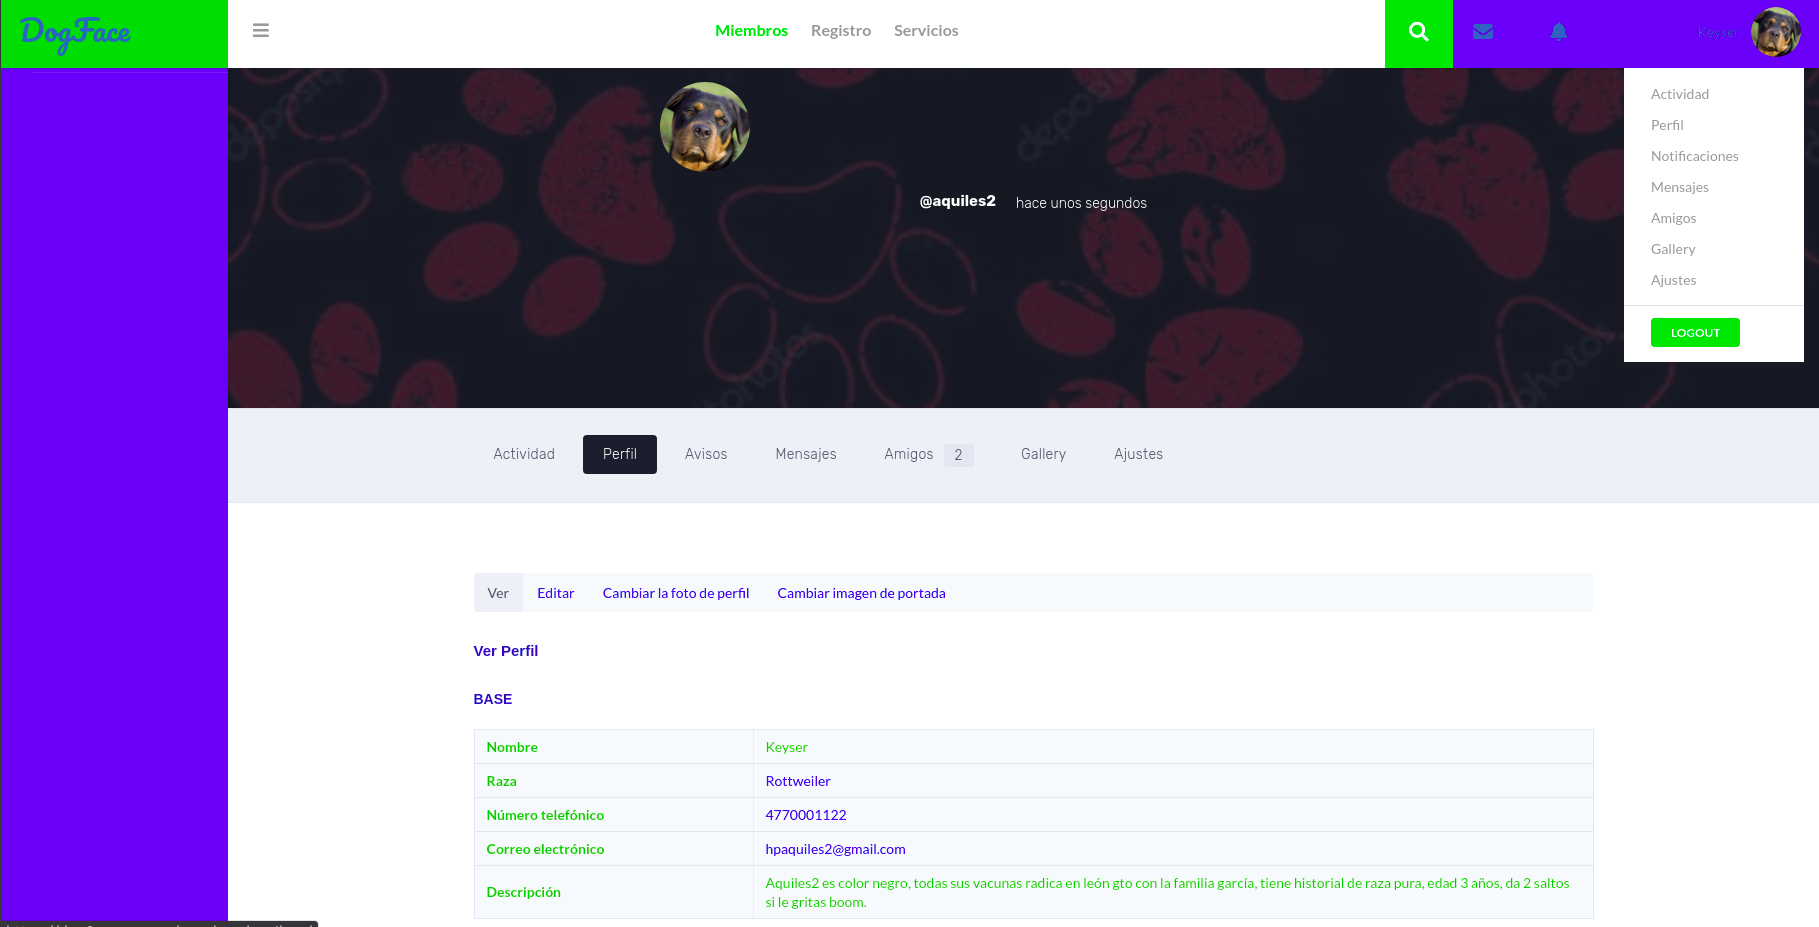 DogFace
Miembros Registro Servicios
Keyser
Actividad
Perfil
Notificaciones
Mensajes
Amigos
Gallery
Ajustes
LOGOUT
@aquiles2 hace unos segundos
depositphotos
Actividad Perfil Avisos Mensajes Amigos 2 Gallery Ajustes
Ver Editar Cambiar la foto de perfil Cambiar imagen de portada
Ver Perfil
BASE
Nombre Keyser
Raza Rottweiler
Número telefónico 4770001122
Correo electrónico hpaquiles2@gmail.com
Descripción Aquiles2 es color negro, todas sus vacunas radica en león gto con la familia garcía, tiene historial de raza pura, edad 3 años, da 2 saltos
si le gritas boom.